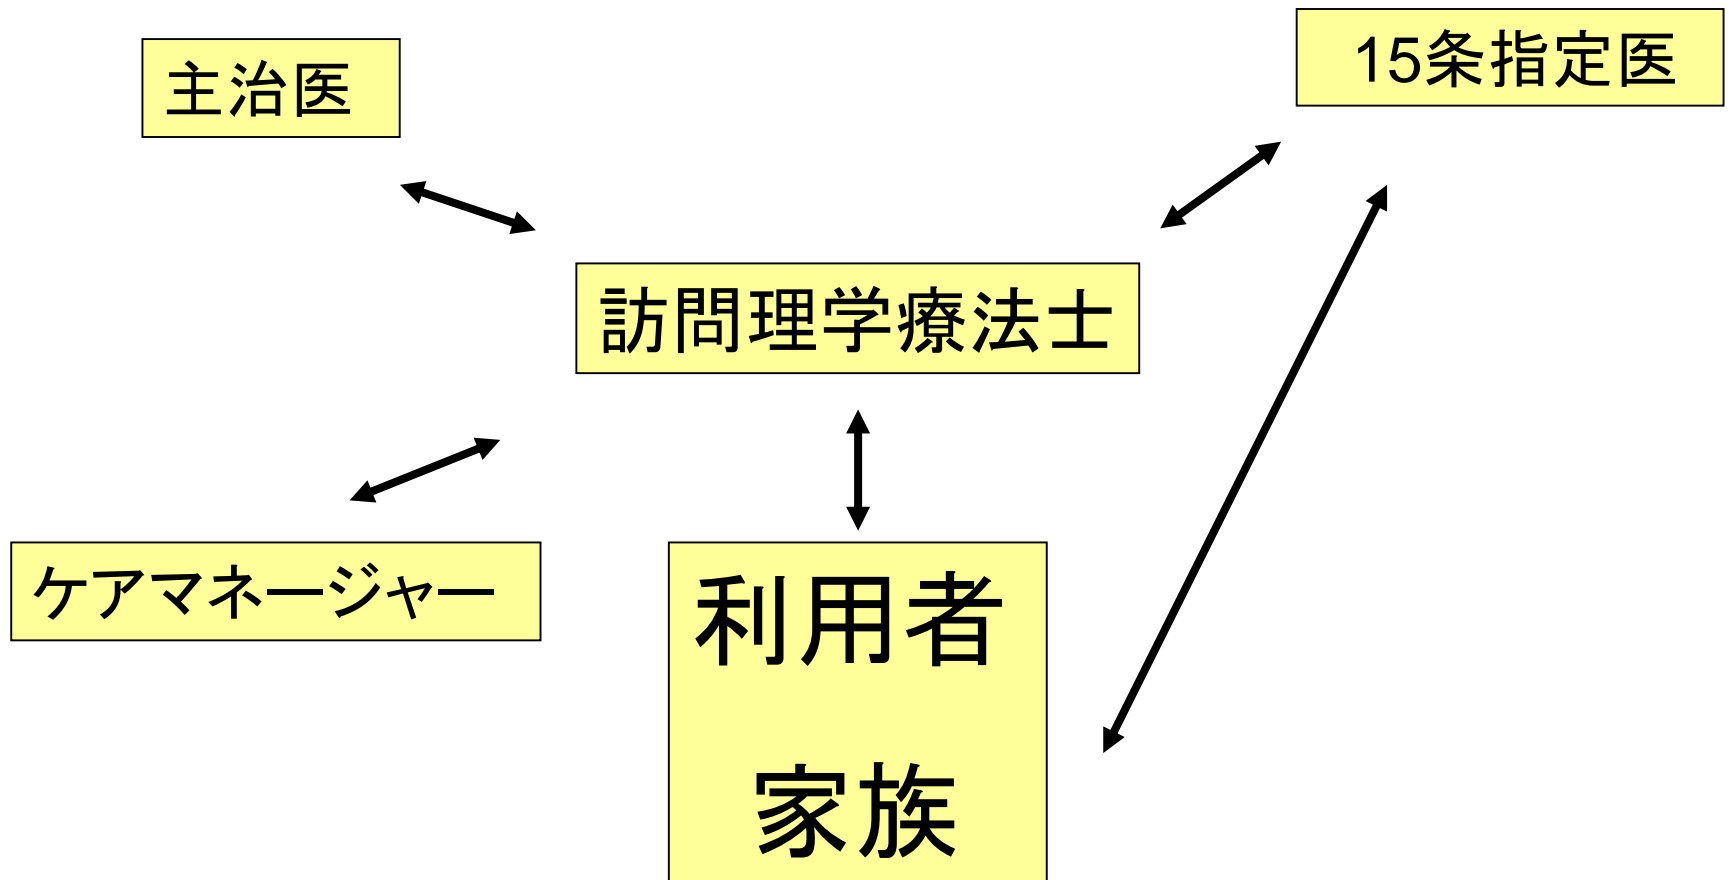 主治医
15条指定医
訪問理学療法士
ケアマネージャー
利用者
家族